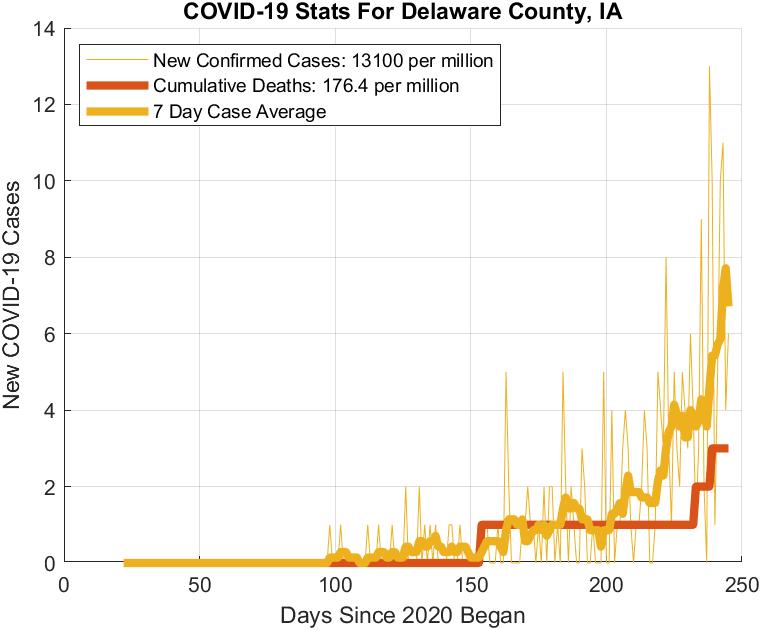 COVID-19 Stats For Delaware County, IA
New Confirmed Cases: 13100 per million
Cumulative Deaths: 176.4 per million
7 Day Case Average
New COVID-19 Cases
14
12
10
8
6
4
2
0
0 50 100 150 200 250
Days Since 2020 Began